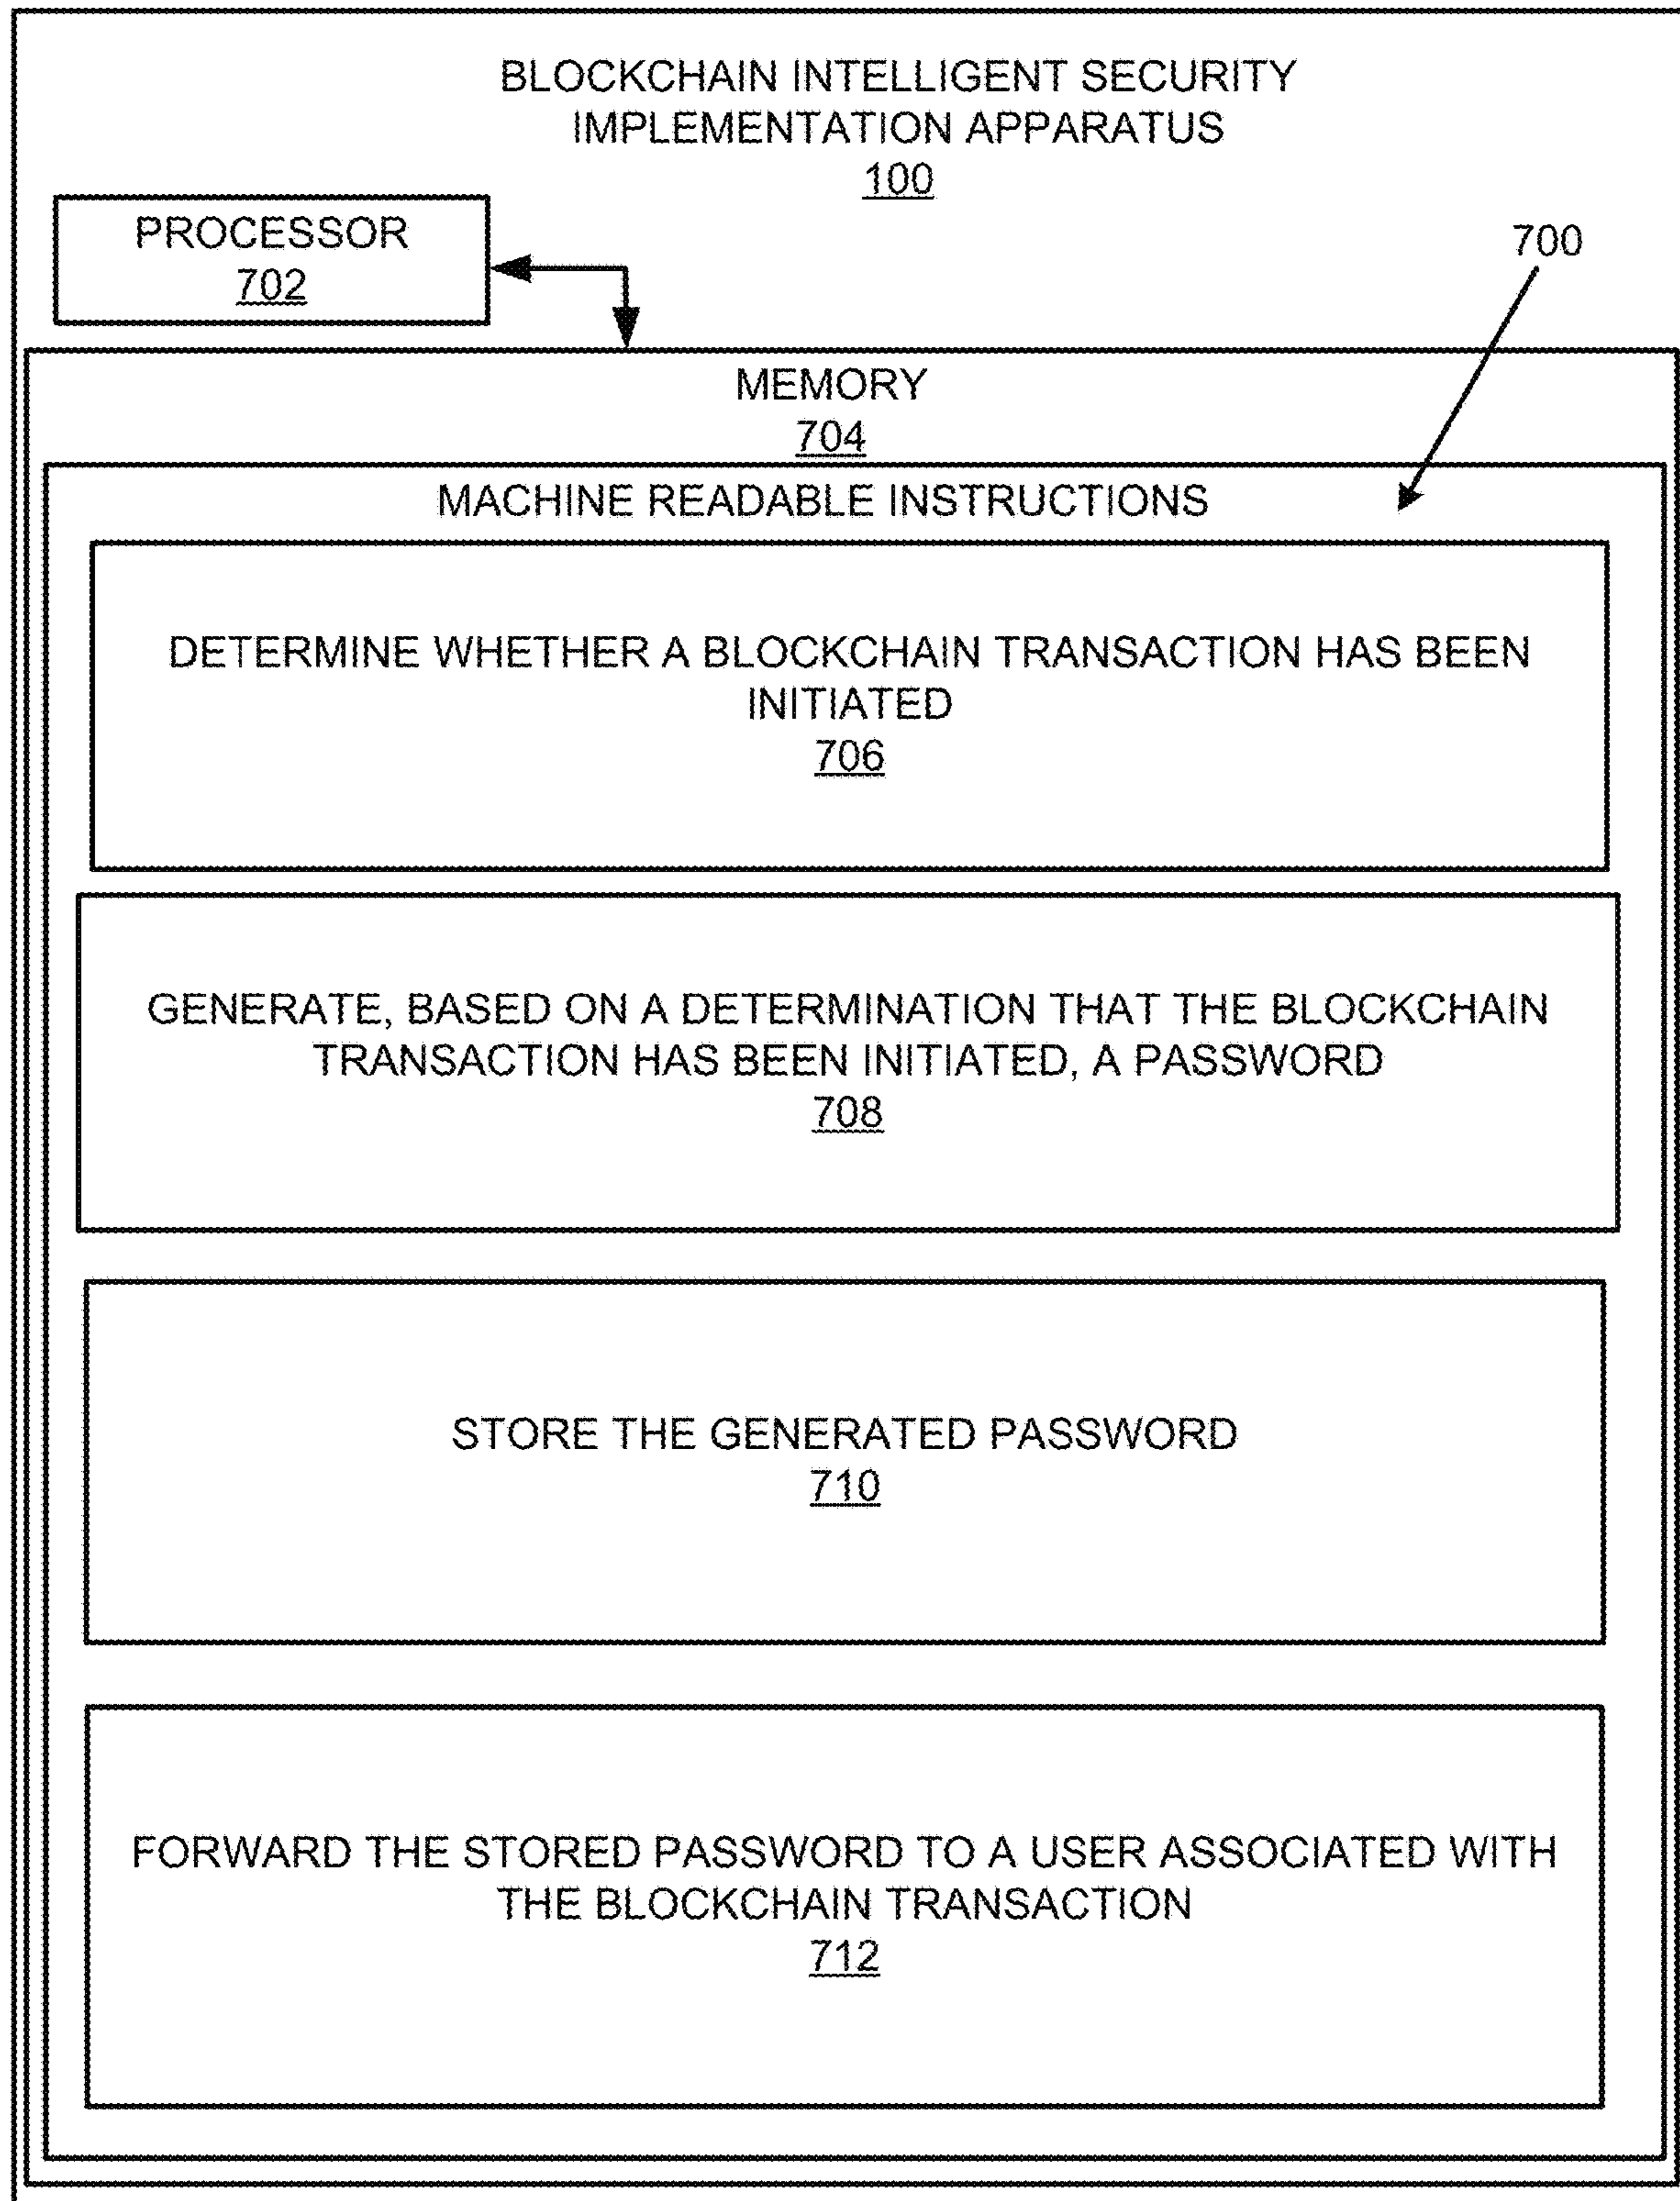 BLOCKCHAIN INTELLIGENT SECURITY
IMPLEMENTATION APPARATUS
100
PROCESSOR
702
700
MEMORY
704
MACHINE READABLE INSTRUCTIONS
DETERMINE WHETHER A BLOCKCHAIN TRANSACTION HAS BEEN
INITIATED
706
GENERATE, BASED ON A DETERMINATION THAT THE BLOCKCHAIN
TRANSACTION HAS BEEN INITIATED, A PASSWORD
708
STORE THE GENERATED PASSWORD
710
FORWARD THE STORED PASSWORD TO A USER ASSOCIATED WITH
THE BLOCKCHAIN TRANSACTION
712